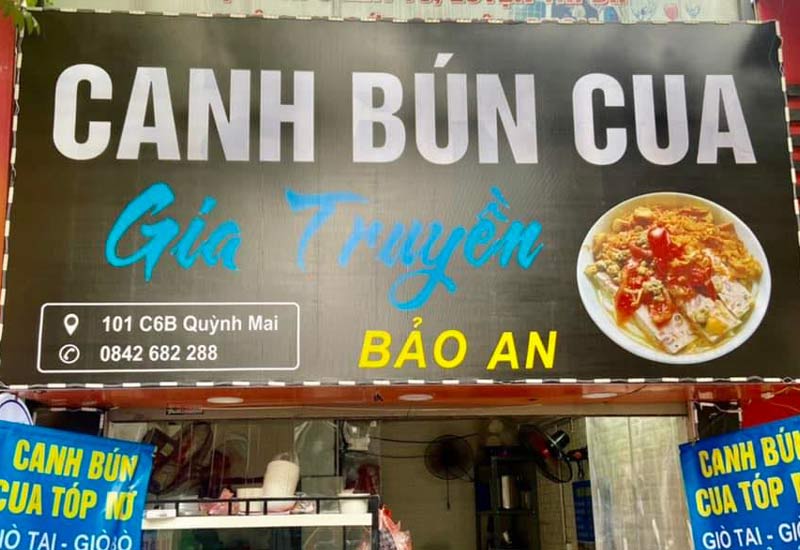 CANH BÚN CUA
Gia Truyền
BẢO AN
101 C6B Quỳnh Mai
0842 682 288
CANH BÚN
CUA TÓP MỠ
GIÒ TAI - GIÒ BÒ
CANH BÚN
CUA TÓP
GIÒ TAI - GIÒ